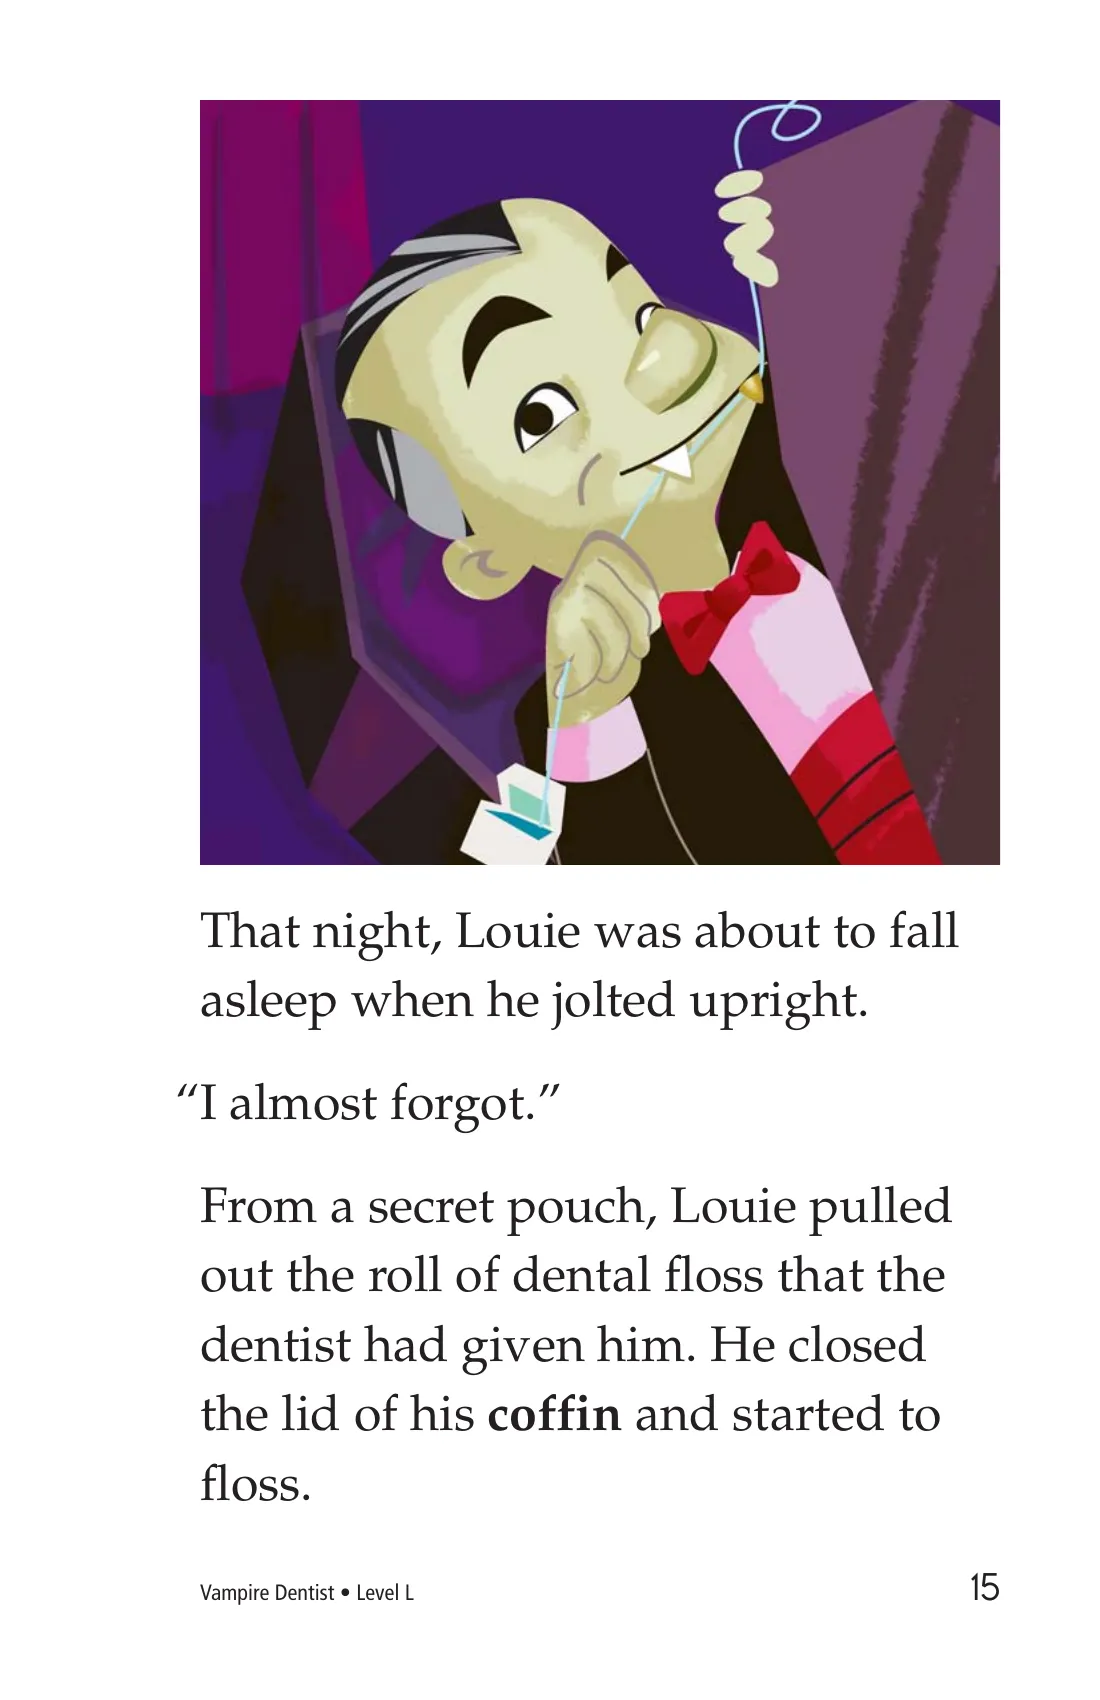 That night, Louie was about to fall
asleep when he jolted upright.
“I almost forgot.”
From a secret pouch, Louie pulled
out the roll of dental floss that the
dentist had given him. He closed
the lid of his coffin and started to
floss.
Vampire Dentist • Level L
15